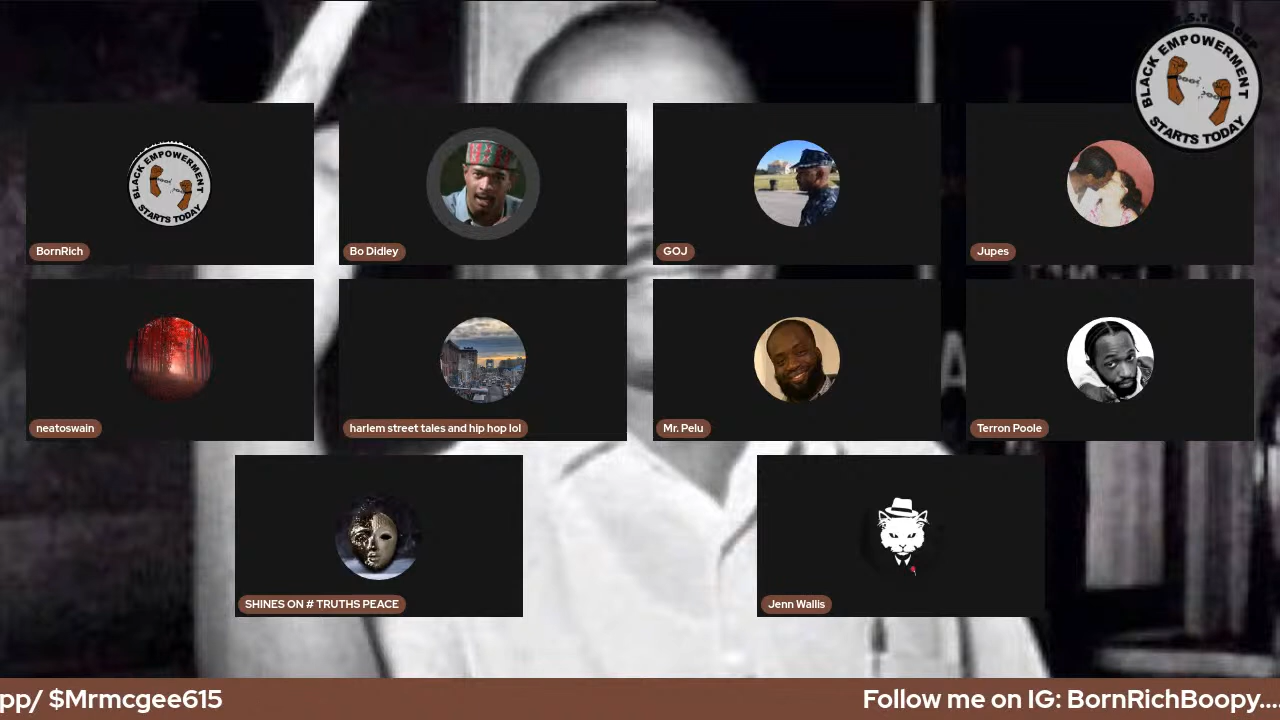 BLACK EMPOWERMENT
STARTS TODAY
BLACK EMPOWERMENT
STARTS TODAY
BornRich
Bo Didley
GOJ
Jupes
neatoswain
harlem street tales and hip hop lol
Mr. Pelu
Terron Poole
SHINES ON # TRUTHS PEACE
Jenn Wallis
pp/ $Mrmcgee615
Follow me on IG: BornRichBoopy....